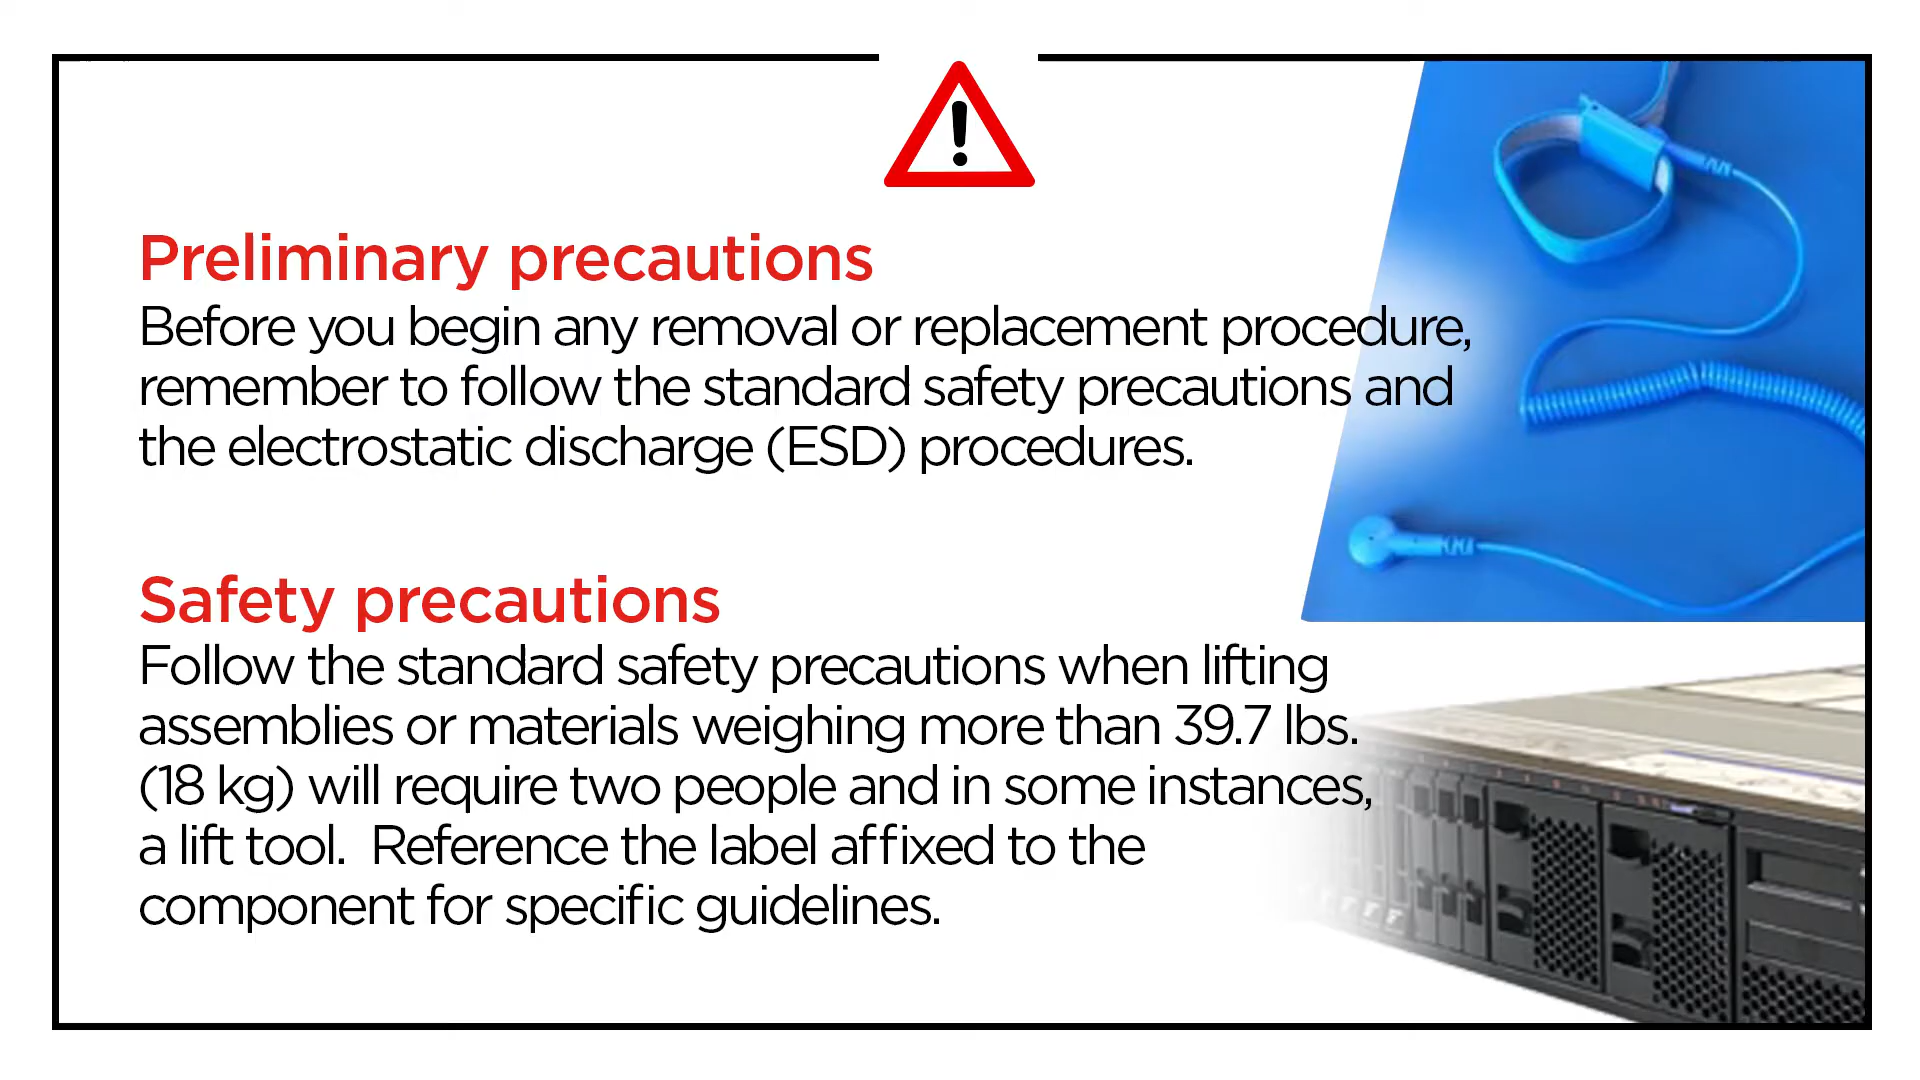 Preliminary precautions
Before you begin any removal or replacement procedure,
remember to follow the standard safety precautions and
the electrostatic discharge (ESD) procedures.
Safety precautions
Follow the standard safety precautions when lifting
assemblies or materials weighing more than 39.7 lbs.
(18 kg) will require two people and in some instances,
a lift tool.  Reference the label affixed to the
component for specific guidelines.